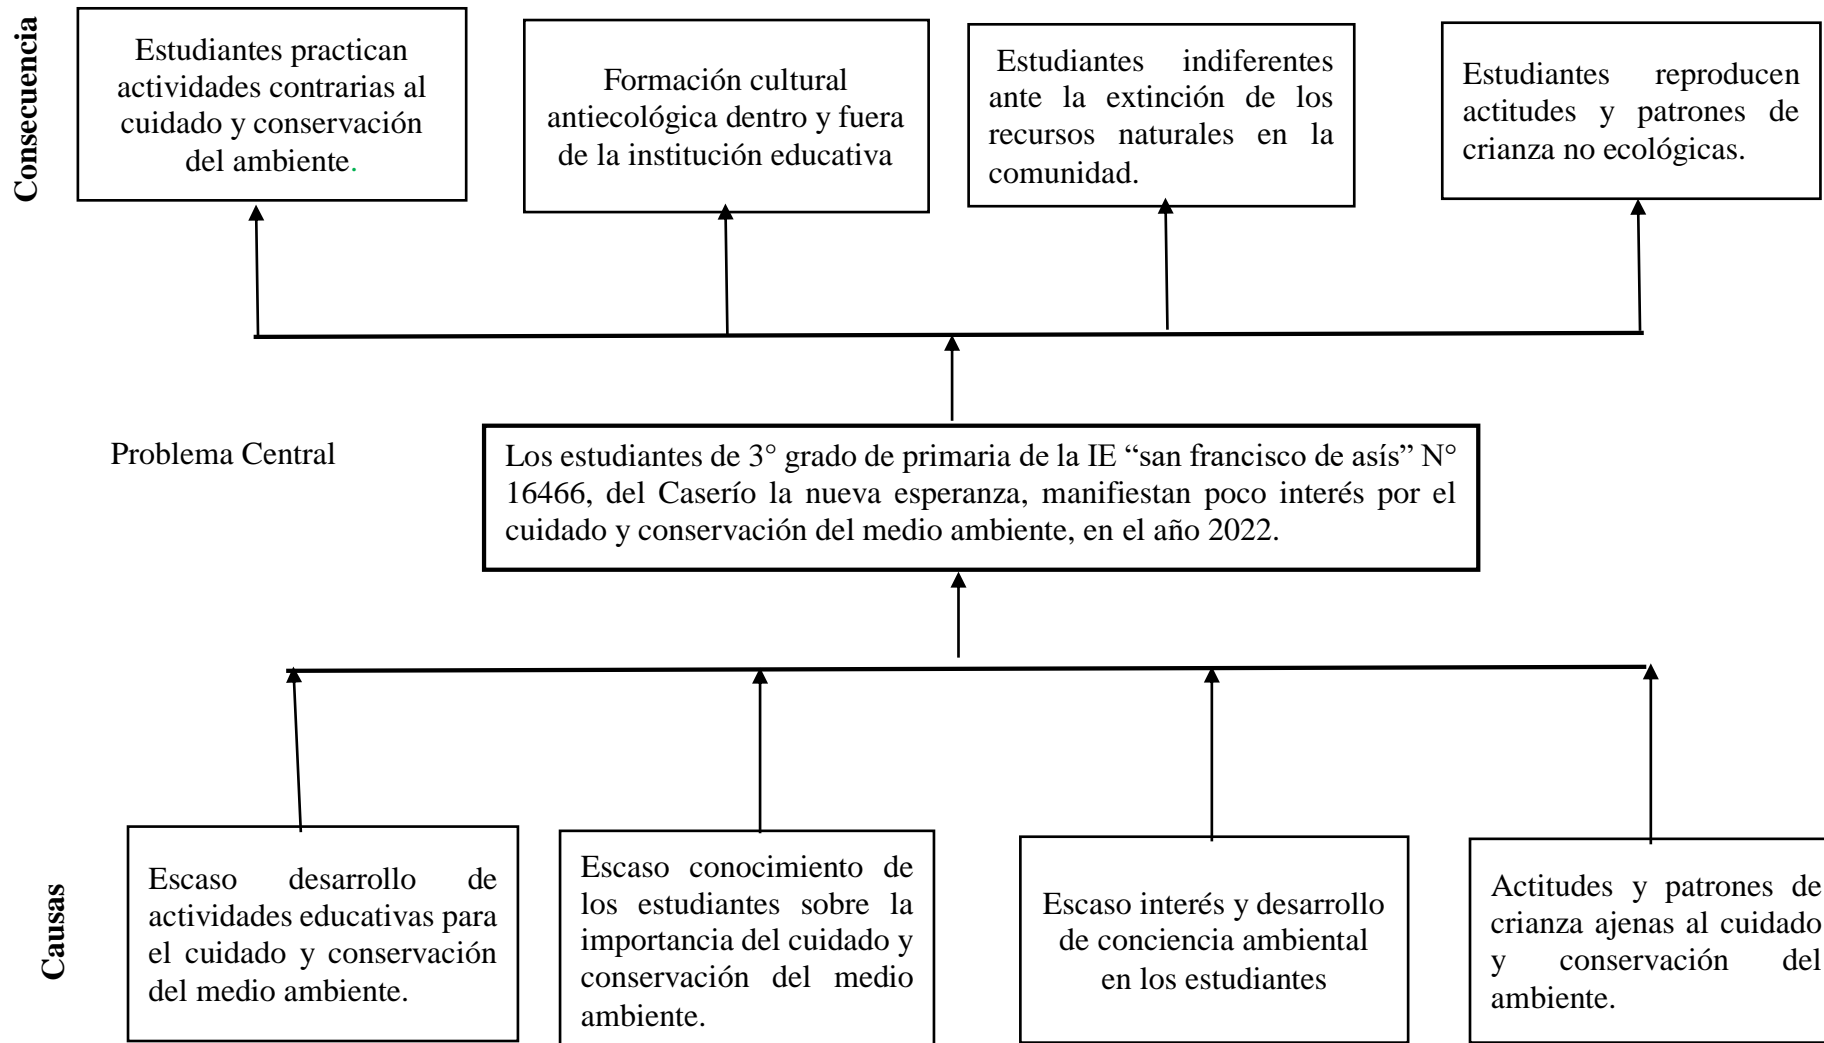 Consecuencia
Estudiantes practican
actividades contrarias al
cuidado y conservación
del ambiente.
Formación cultural
antiecológica dentro y fuera
de la institución educativa
Estudiantes indiferentes
ante la extinción de los
recursos naturales en la
comunidad.
Estudiantes reproducen
actitudes y patrones de
crianza no ecológicas.
Problema Central
Los estudiantes de 3° grado de primaria de la IE “san francisco de asís” N°
16466, del Caserío la nueva esperanza, manifiestan poco interés por el
cuidado y conservación del medio ambiente, en el año 2022.
Causas
Escaso desarrollo de
actividades educativas para
el cuidado y conservación
del medio ambiente.
Escaso conocimiento de
los estudiantes sobre la
importancia del cuidado y
conservación del medio
ambiente.
Escaso interés y desarrollo
de conciencia ambiental
en los estudiantes
Actitudes y patrones de
crianza ajenas al cuidado
y conservación del
ambiente.